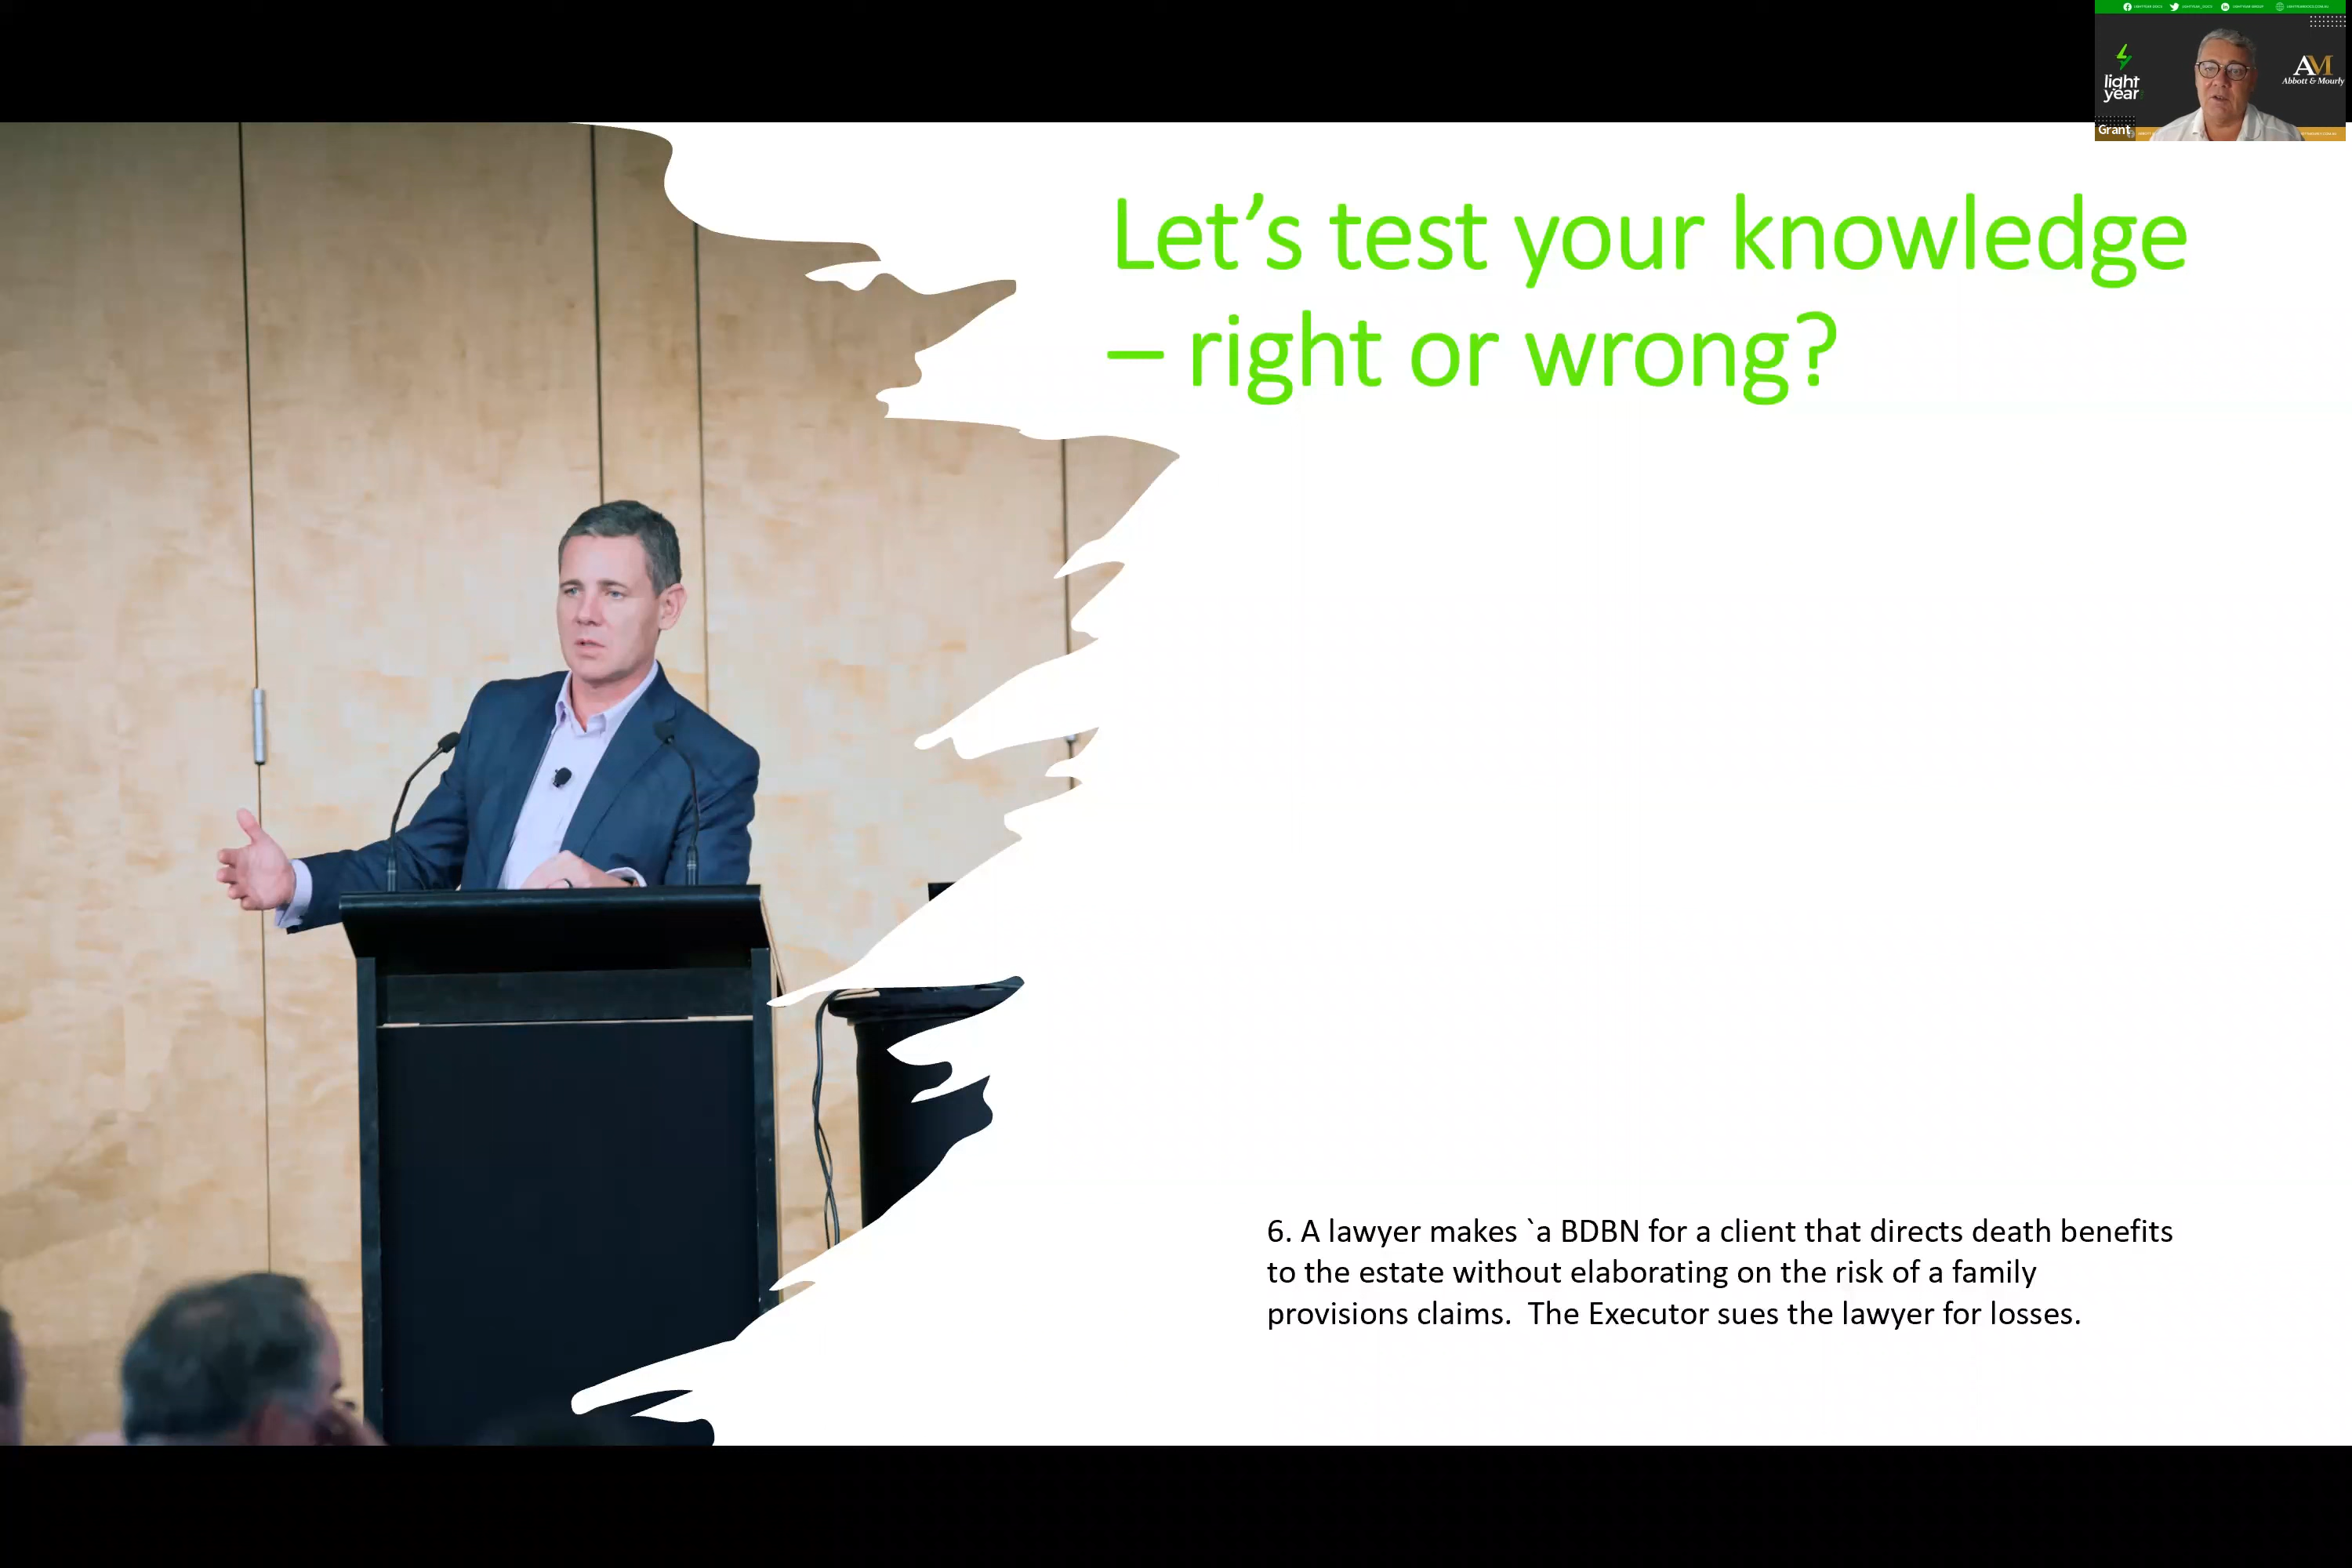 light
year
AM
Abbott & Mourly
Grant
Let's test your knowledge
– right or wrong?
6. A lawyer makes `a BDBN for a client that directs death benefits
to the estate without elaborating on the risk of a family
provisions claims.  The Executor sues the lawyer for losses.